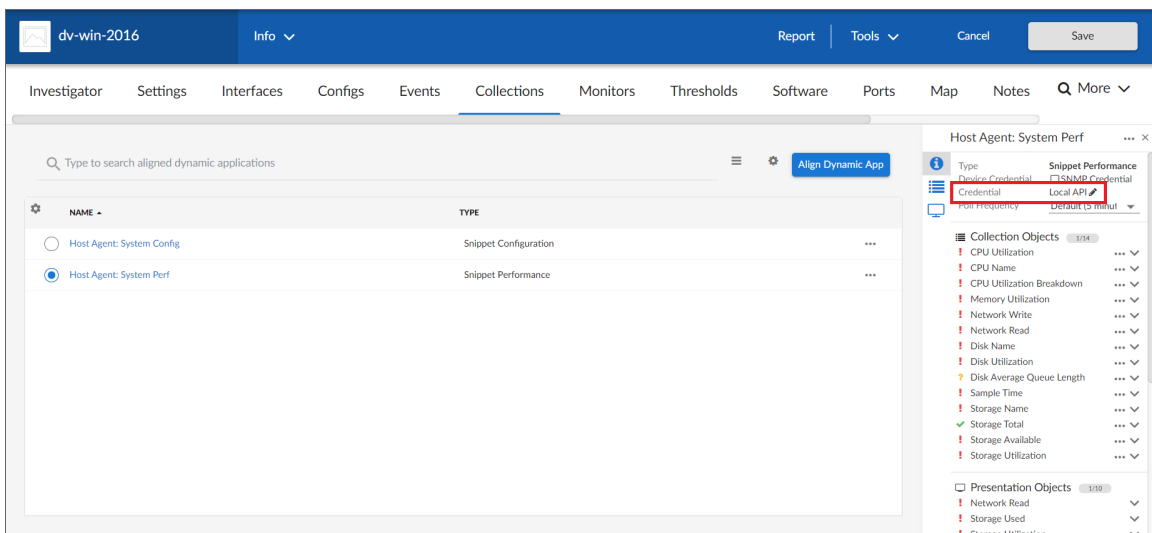 dv-win-2016 Info Report Tools Cancel Save
Investigator Settings Interfaces Configs Events Collections Monitors Thresholds Software Ports Map Notes More
Type to search aligned dynamic applications Align Dynamic App
NAME TYPE
Host Agent: System Config Snippet Configuration ...
Host Agent: System Perf Snippet Performance ...
Host Agent: System Perf ... ×
Type Snippet Performance
Device Credential SNMP Credential
Credential Local API
Poll Frequency Default (5 minut
Collection Objects 1/14
! CPU Utilization ...
! CPU Name ...
! CPU Utilization Breakdown ...
! Memory Utilization ...
! Network Write ...
! Network Read ...
! Disk Name ...
! Disk Utilization ...
? Disk Average Queue Length ...
! Sample Time ...
! Storage Name ...
Storage Total ...
! Storage Available ...
! Storage Utilization ...
Presentation Objects 1/10
! Network Read
! Storage Used
! Storage Utilization